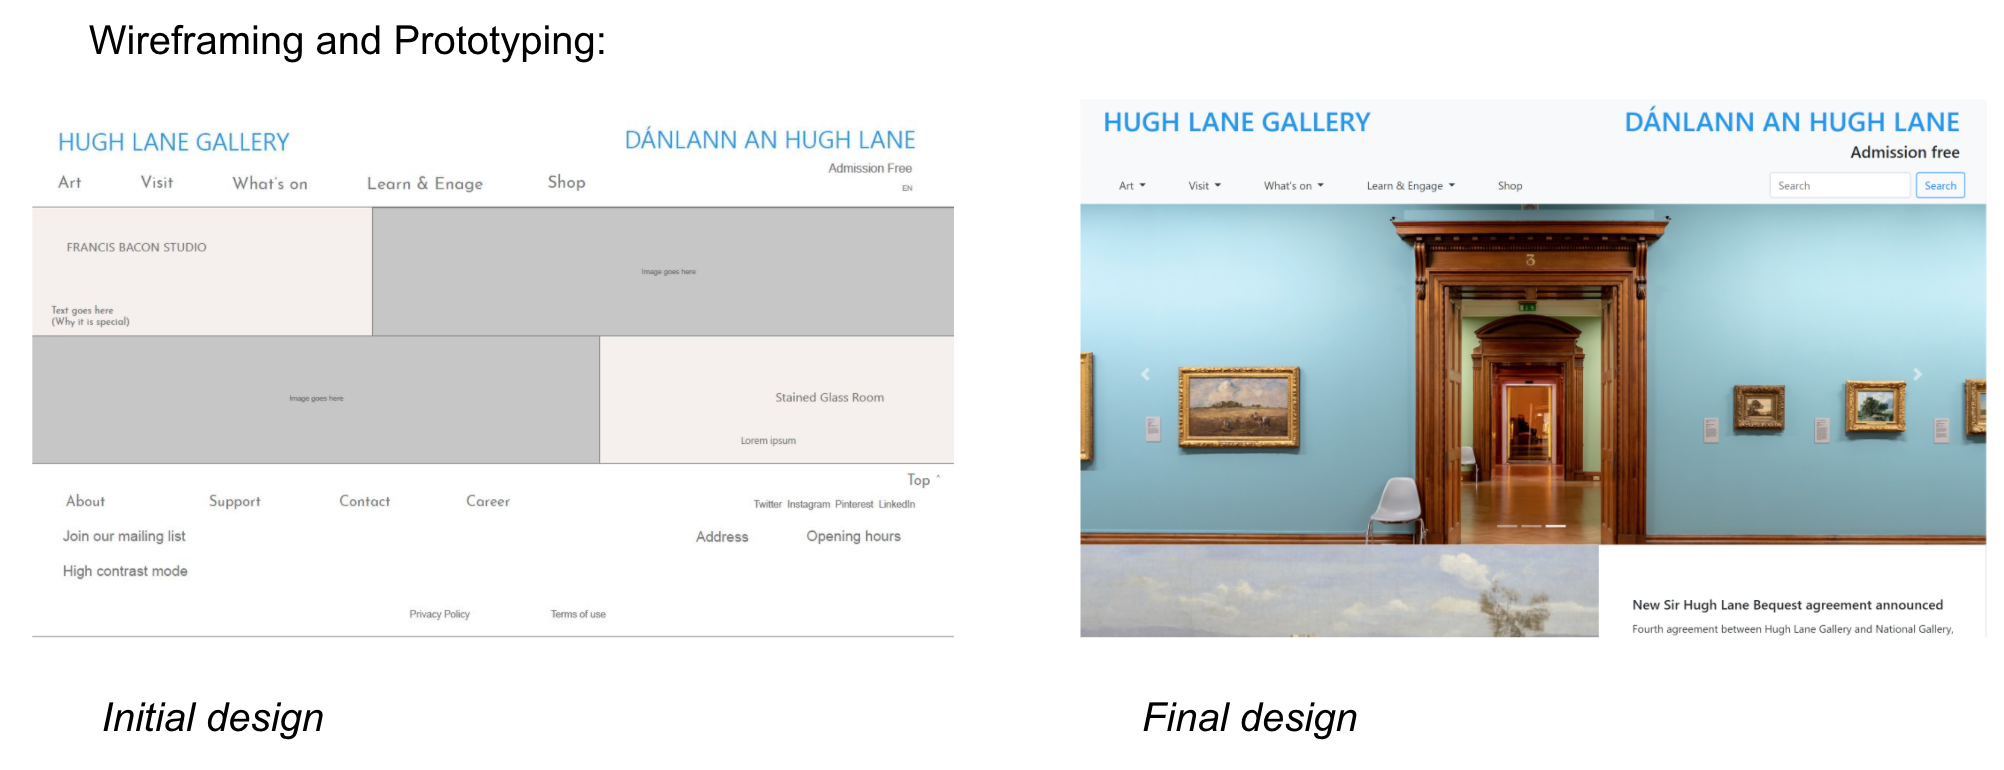 Wireframing and Prototyping:
HUGH LANE GALLERY
DÁNLANN AN HUGH LANE
Admission Free
EN
Art Visit What's on Learn & Enage Shop
FRANCIS BACON STUDIO
Text goes here
(Why it is special)
Image goes here
Image goes here
Stained Glass Room
Lorem ipsum
Top ^
About Support Contact Career
Twitter Instagram Pinterest LinkedIn
Join our mailing list
Address Opening hours
High contrast mode
Privacy Policy Terms of use
Initial design
HUGH LANE GALLERY
DÁNLANN AN HUGH LANE
Admission free
Art Visit What's on Learn & Engage Shop
Search Search
3
New Sir Hugh Lane Bequest agreement announced
Fourth agreement between Hugh Lane Gallery and National Gallery,
Final design